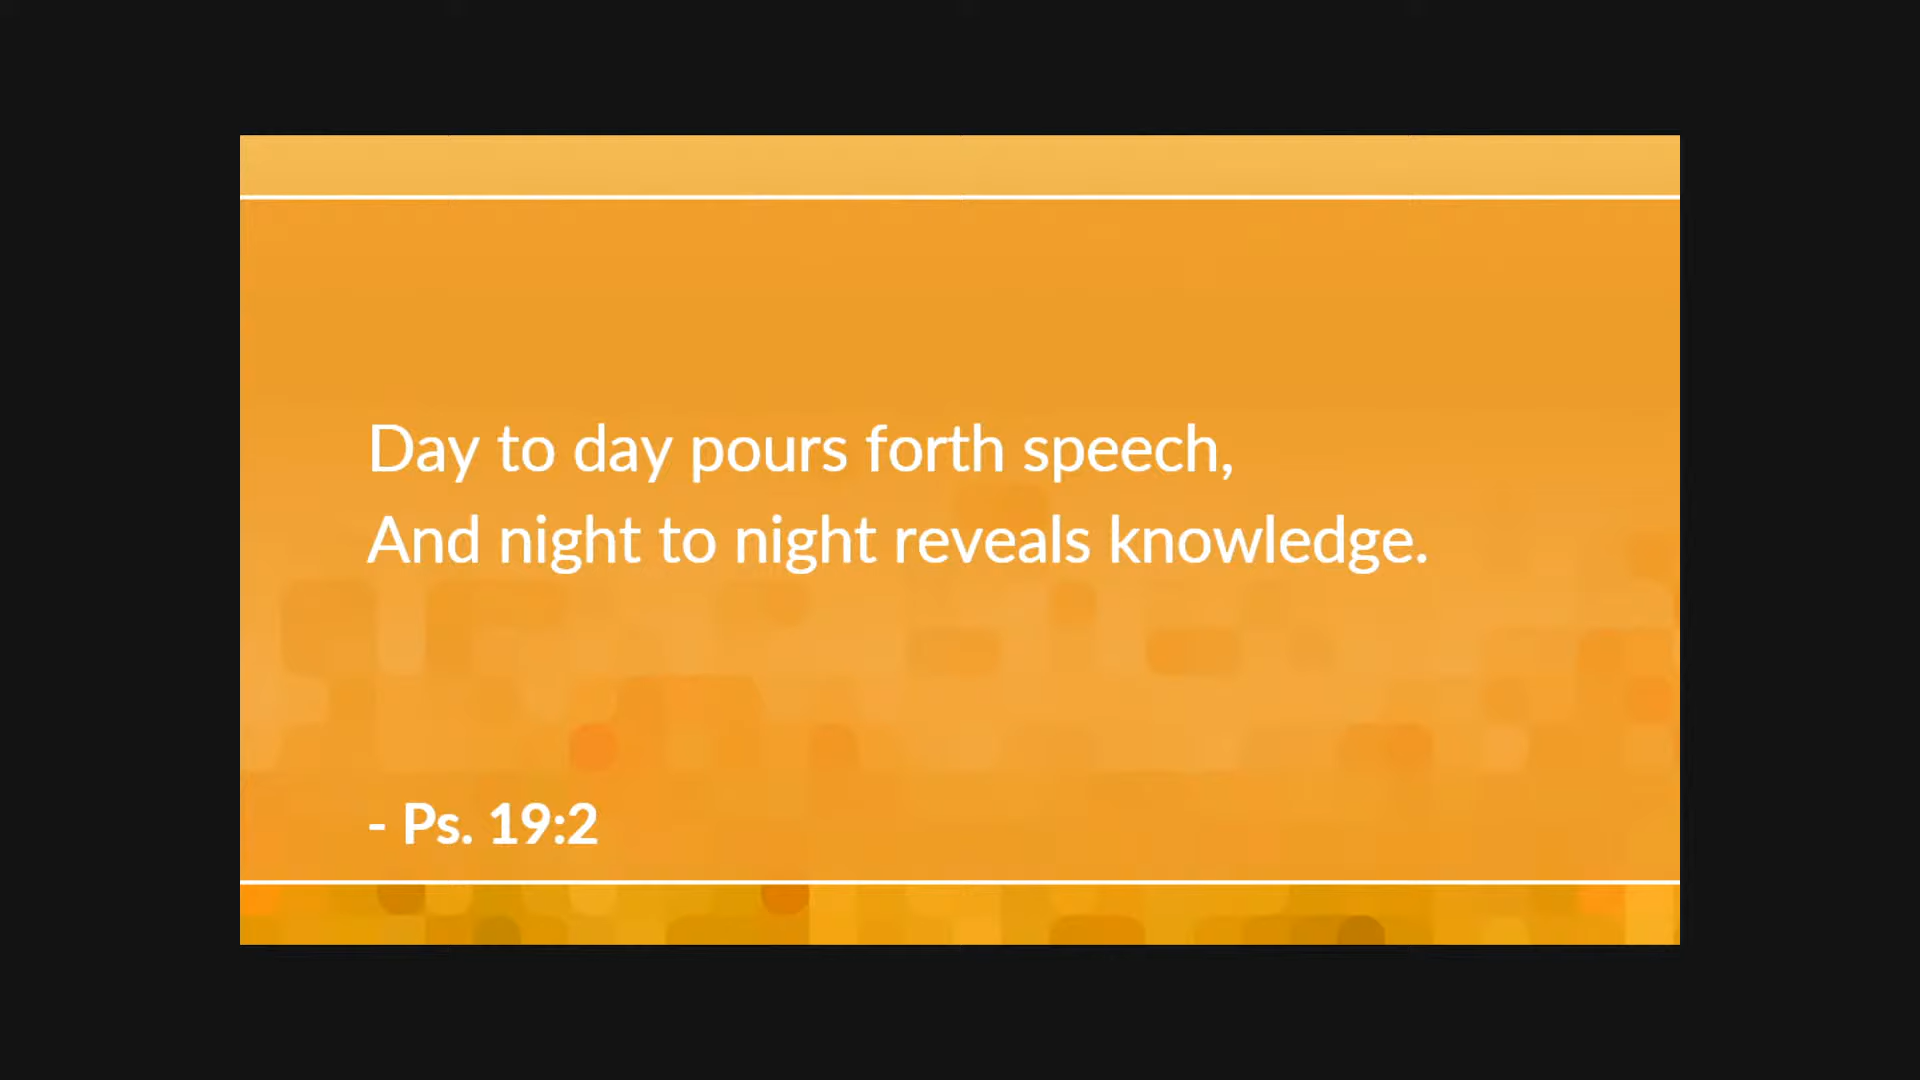 Day to day pours forth speech,
And night to night reveals knowledge.
- Ps. 19:2